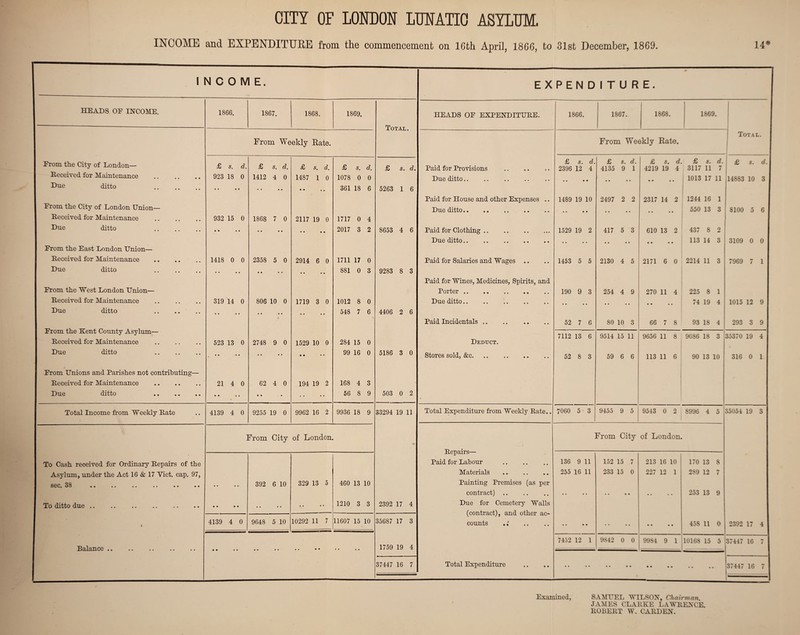 CITY OF LONDON LUNATIC ASYLUM.
INCOME and EXPENDITURE from the commencement on 16th April, 1866, to 31st December, 1869. 14*
INCOME.
HEADS OF INCOME. 1866. 1867. 1868. 1869. TOTAL.
From Weekly Rate.
£ s. d. £ s. d. £ s. d. £ s. d. £ s. d.
From the City of London—
Received for Maintenance .. .. .. 923 18 0 1412 4 0 1487 1 0 1078 0 0
Due ditto .. .. .. .. .. .. .. .. .. 361 18 6 5263 1 6
From the City of London Union—
Received for Maintenance .. .. .. 932 15 0 1868 7 0 2117 19 0 1717 0 4
Due ditto .. .. .. .. .. .. .. .. .. 2017 3 2 8653 4 6
From the East London Union—
Received for Maintenance .. .. .. 1418 0 0 2358 5 0 2914 6 0 1711 17 0
Due ditto .. .. .. .. .. .. .. .. .. 881 0 3 9283 8 3
From the West London Union—
Received for Maintenance .. .. .. 319 14 0 806 10 0 1719 3 0 1012 8 0
Due ditto .. .. .. .. .. .. .. .. .. 548 7 6 4406 2 6
From the Kent County Asylum—
Received for Maintenance .. .. .. 523 13 0 2748 9 0 1529 10 0 284 15 0
Due ditto .. .. .. .. .. .. .. .. .. 99 16 0 5186 3 0
From Unions and Parishes not contributing—
Received for Maintenance .. .. .. 21 4 0 62 4 0 194 19 2 168 4 3
Due ditto .. .. .. .. .. .. .. .. .. 56 8 9 503 0 2
Total Income from Weekly Rate .. 4139 4 0 9255 19 0 9962 16 2 9936 18 9 33294 19 11
From City of London.
To Cash received for Ordinary Repairs of the
Asylum, under the Act 16 & 17 Vict. cap. 97,
sec. 38 .. .. .. .. .. .. .. .. .. 392 6 10 329 13 5 460 13 10
To ditto due .. .. .. .. .. .. .. .. .. .. .. .. 1210 3 3 2392 17 4
4139 4 0 9648 5 10 10292 11 7 11607 15 10 35687 17 3
Balance .. .. .. .. .. .. .. .. .. .. .. .. .. 1759 19 4
37447 16 7
EXPENDITURE.
HEADS OF EXPENDITURE. 1866. 1867. 1868. 1869. TOTAL.
From Weekly Rate.
£ s. d. £ s. d. £ s. d. £ s. d. £ s. d.
Paid for Provisions .. .. .. 2396 12 4 4135 9 1 4219 19 4 3117 11 7
Due ditto.. .. .. .. .. .. .. .. .. .. .. 1013 17 11 14883 10 3
Paid for House and other Expenses .. 1489 19 10 2497 2 2 2317 14 2 1244 16 1
Due ditto.. .. .. .. .. .. .. .. .. .. .. 550 13 3 8100 5 6
Paid for Clothing .. .. .. .. 1529 19 2 417 5 3 610 13 2 437 8 2
Due ditto.. .. .. .. .. .. .. .. .. .. .. 113 14 3 3109 0 0
Paid for Salaries and Wages .. .. 1453 5 5 2130 4 5 2171 6 0 2214 11 3 7969 7 1
Paid for Wines, Medicines, Spirits, and
Porter .. .. .. .. .. 190 9 3 254 4 9 270 11 4 225 8 1
Due ditto.. .. .. .. .. .. .. .. .. .. .. 74 19 4 1015 12 9
Paid Incidentals .. .. .. .. 52 7 6 80 10 3 66 7 8 93 18 4 293 3 9
7112 13 6 9514 15 11 9656 11 8 9086 18 3 35370 19 4
DEDUCT.
Stores sold, &c. .. .. .. .. 52 8 3 59 6 6 113 11 6 90 13 10 316 0 1
Total Expenditure from Weekly Rate.. 7060 5 3 9455 9 5 9543 0 2 8996 4 5 35054 19 3
From City of London.
Repairs—
Paid for Labour .. .. .. 136 9 11 152 15 7 213 16 10 170 13 8
Materials .. .. .. .. 255 16 11 233 15 0 227 12 1 289 12 7
Painting Premises (as per
contract) .. .. .. .. .. .. .. .. .. .. 253 13 9
Due for Cemetery Walls
(contract), and other ac-
counts .. .. .. .. .. .. .. .. .. 458 11 0 2392 17 4
7452 12 1 9842 0 0 9984 9 1 10168 15 5 37447 16 7
Total Expenditure .. .. .. .. .. .. .. .. .. .. 37447 16 7
Examined, SAMUEL WILSON, Chairman,
JAMES CLARKE LAWRENCE,
ROBERT W. CARDEN.